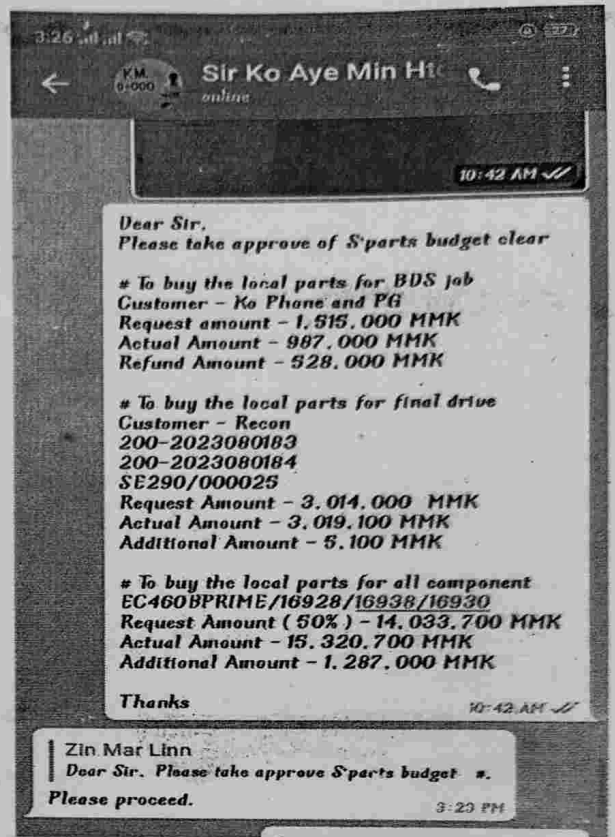 3:26
27
←
K.M.
0+000
Sir Ko Aye Min Hto
online
10:42 AM
Dear Sir,
Please take approve of S'parts budget clear
# To buy the local parts for BDS job
Customer - Ko Phone and PG
Request amount - 1,515,000 MMK
Actual Amount - 987,000 MMK
Refund Amount - 528,000 MMK
# To buy the local parts for final drive
Customer - Recon
200-2023080183
200-2023080184
SE290/000025
Request Amount - 3,014,000 MMK
Actual Amount - 3,019,100 MMK
Additional Amount - 5,100 MMK
# To buy the local parts for all component
EC460BPRIME/16928/16938/16930
Request Amount ( 50% ) - 14,033,700 MMK
Actual Amount - 15,320,700 MMK
Additional Amount - 1,287,000 MMK
Thanks
10:42 AM
Zin Mar Linn
Dear Sir, Please take approve S'parts budget #.
Please proceed.
3:23 PM